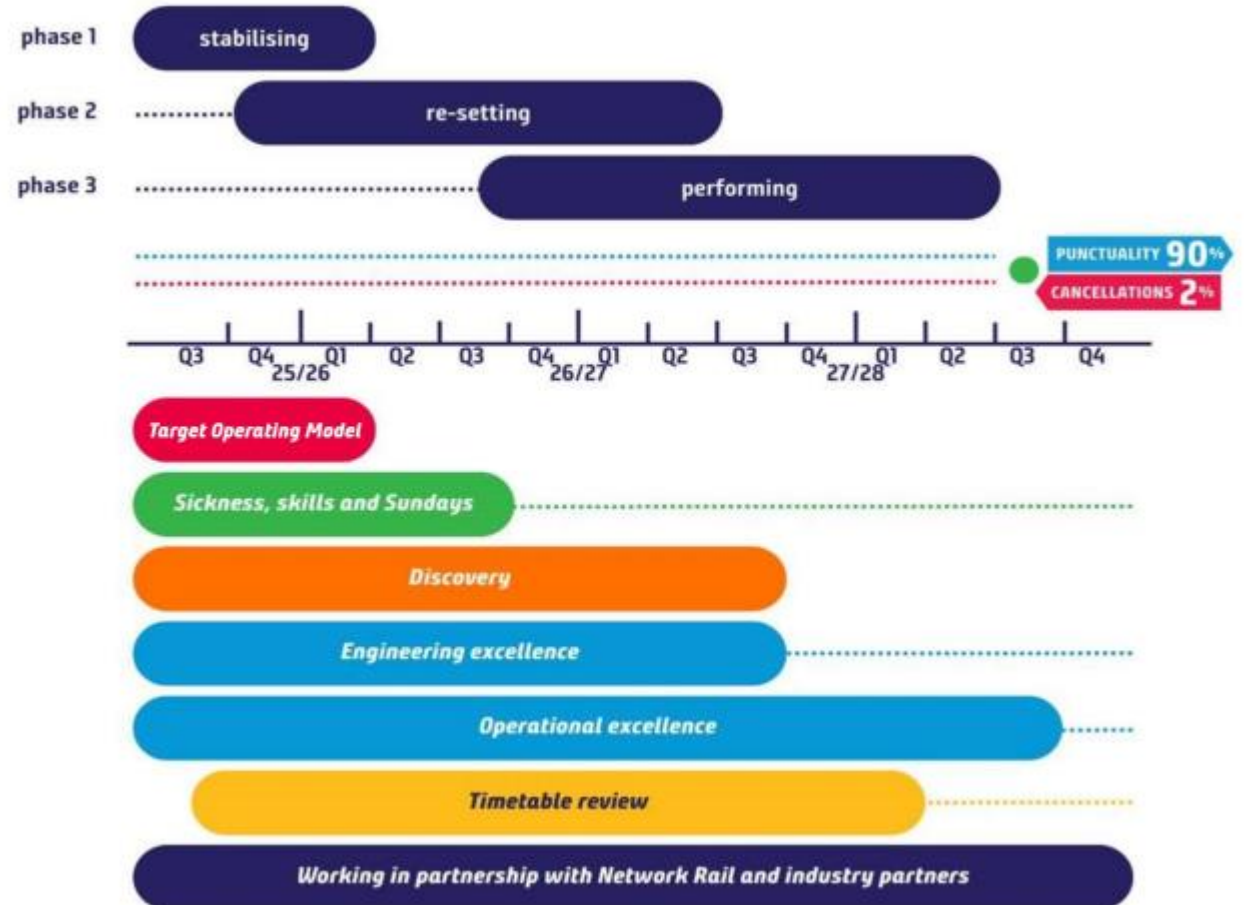 phase 1
stabilising
phase 2
re-setting
phase 3
performing
PUNCTUALITY 90%
CANCELLATIONS 2%
Q3 Q4 Q1 Q2 Q3 Q4 Q1 Q2 Q3 Q4 Q1 Q2 Q3 Q4
25/26 26/27 27/28
Target Operating Model
Sickness, skills and Sundays
Discovery
Engineering excellence
Operational excellence
Timetable review
Working in partnership with Network Rail and industry partners